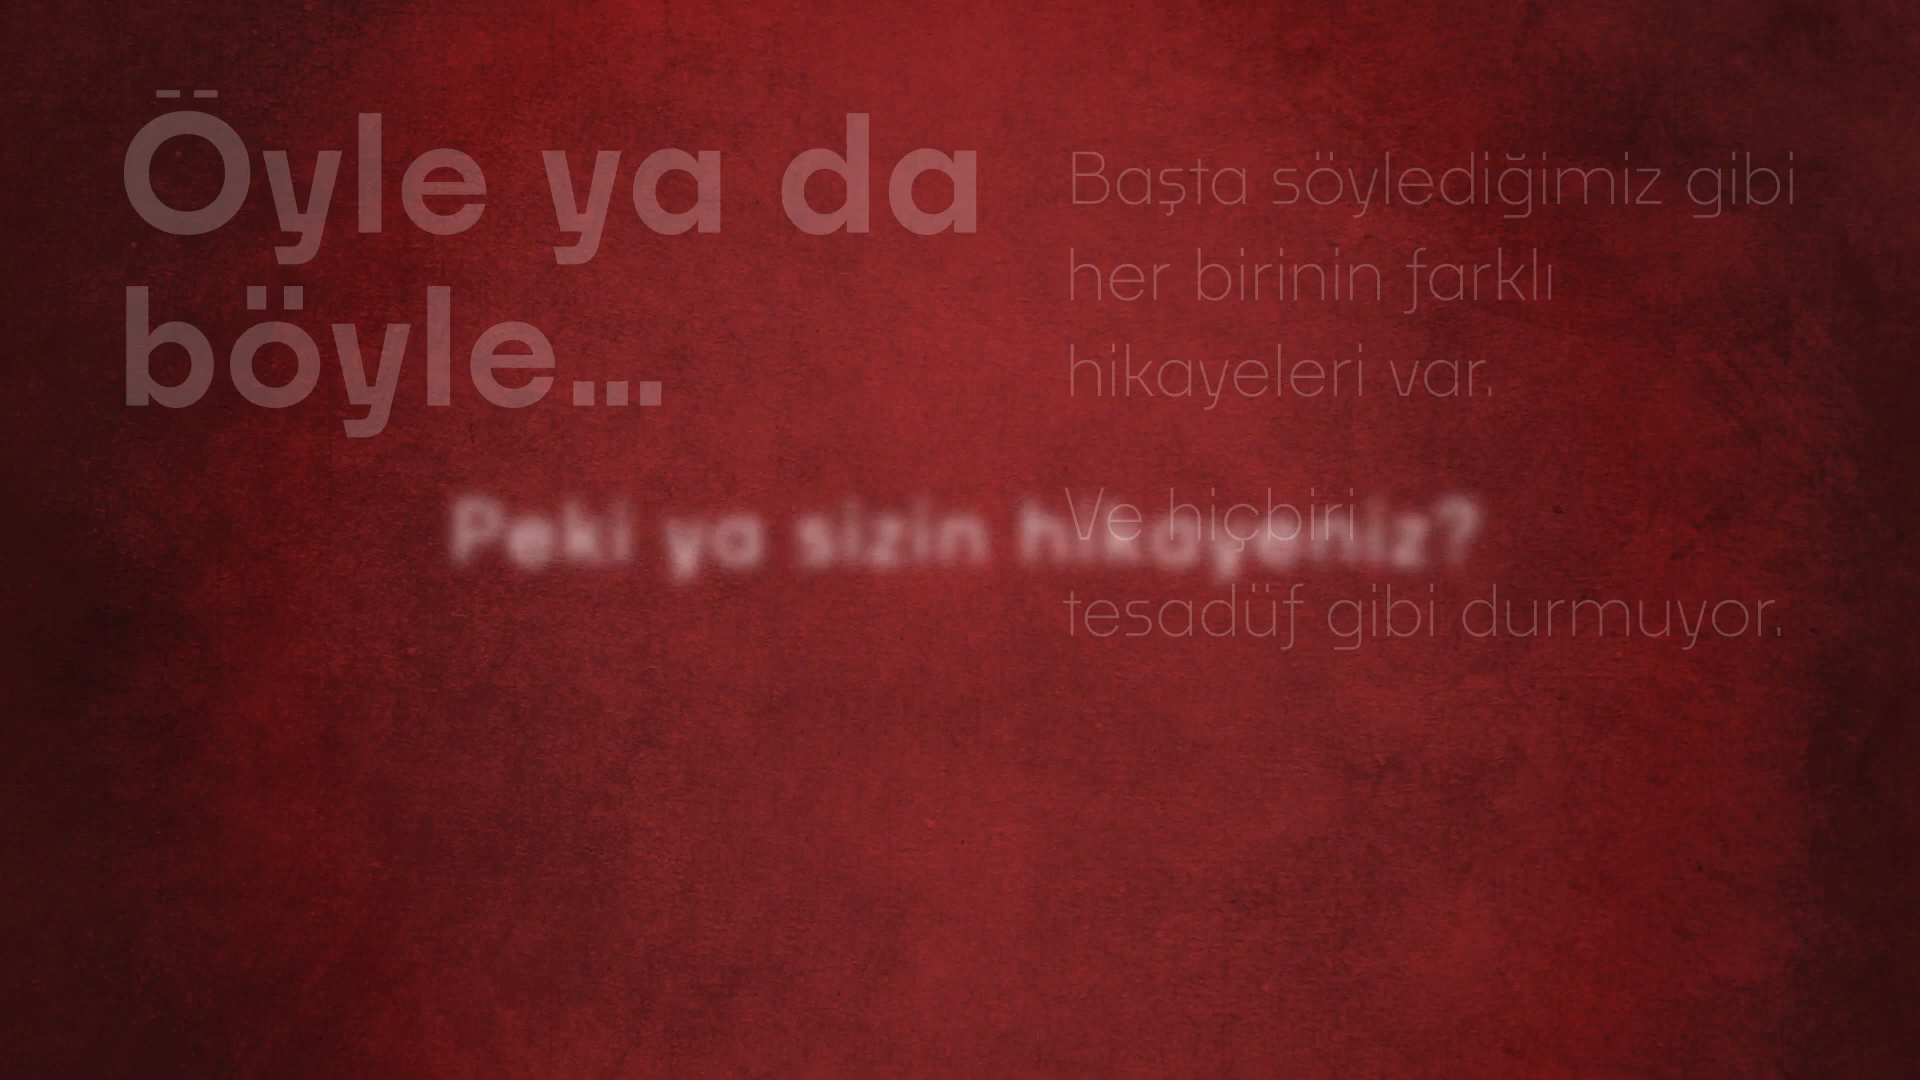 Öyle ya da
böyle...
Başta söylediğimiz gibi
her birinin farklı
hikayeleri var.
Ve hiçbiri
tesadüf gibi durmuyor.
Peki ya sizin hikayeniz?